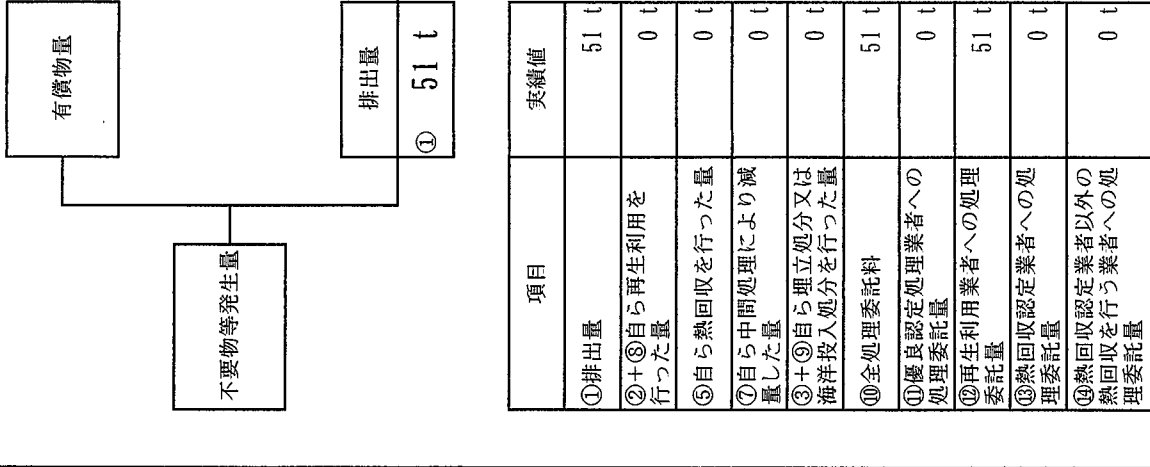 有償物量
不要物等発生量
排出量
① 51 t
項目 実績値
①排出量 51 t
②+⑧自ら再生利用を
行った量 0 t
⑤自ら熱回収を行った量 0 t
⑦自ら中間処理により減
量した量 0 t
③+⑨自ら埋立処分又は
海洋投入処分を行った量 0 t
⑩全処理委託料 51 t
⑪優良認定処理業者への
処理委託量 0 t
⑫再生利用業者への処理
委託量 51 t
⑬熱回収認定業者への処
理委託量 0 t
⑭熱回収認定業者以外の
熱回収を行う業者への処
理委託量 0 t